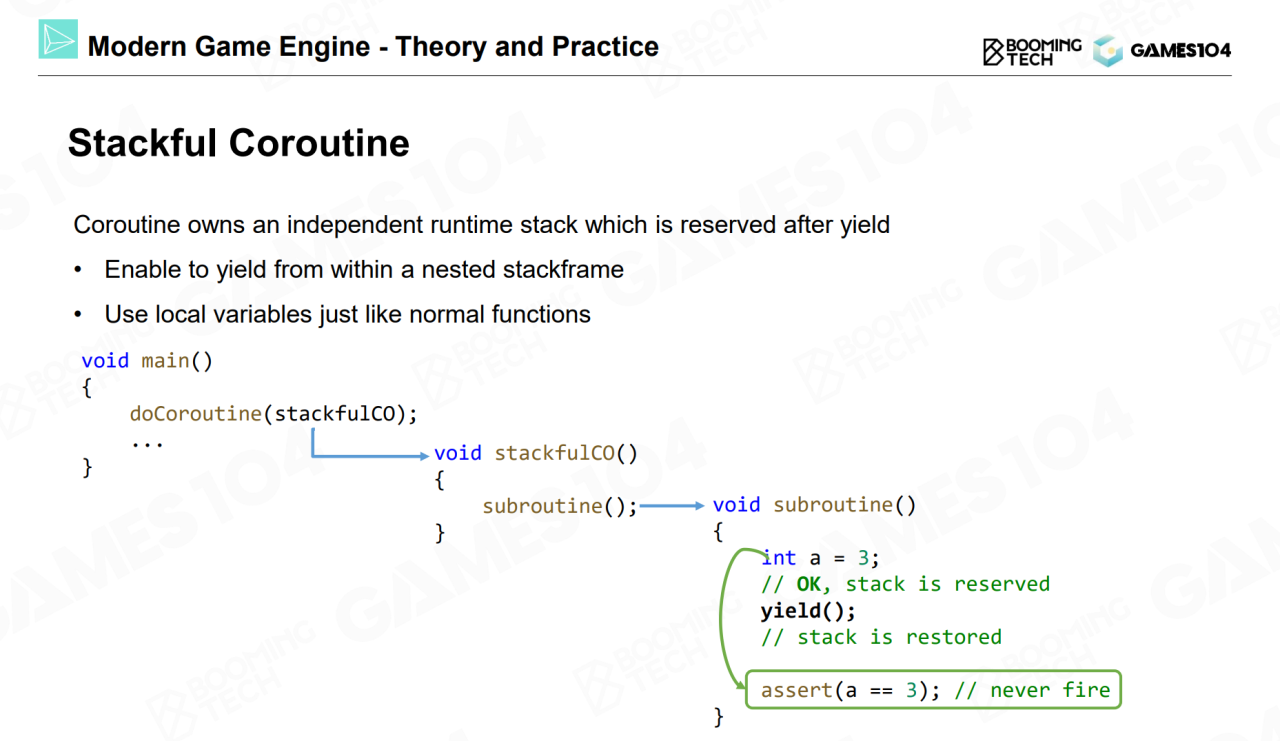 Modern Game Engine - Theory and Practice
BOOMING TECH
GAMES104
Stackful Coroutine
Coroutine owns an independent runtime stack which is reserved after yield
• Enable to yield from within a nested stackframe
• Use local variables just like normal functions
void main()
{
doCoroutine(stackfulCO);
...
}
void stackfulCO()
{
subroutine();
}
void subroutine()
{
int a = 3;
// OK, stack is reserved
yield();
// stack is restored
assert(a == 3); // never fire
}